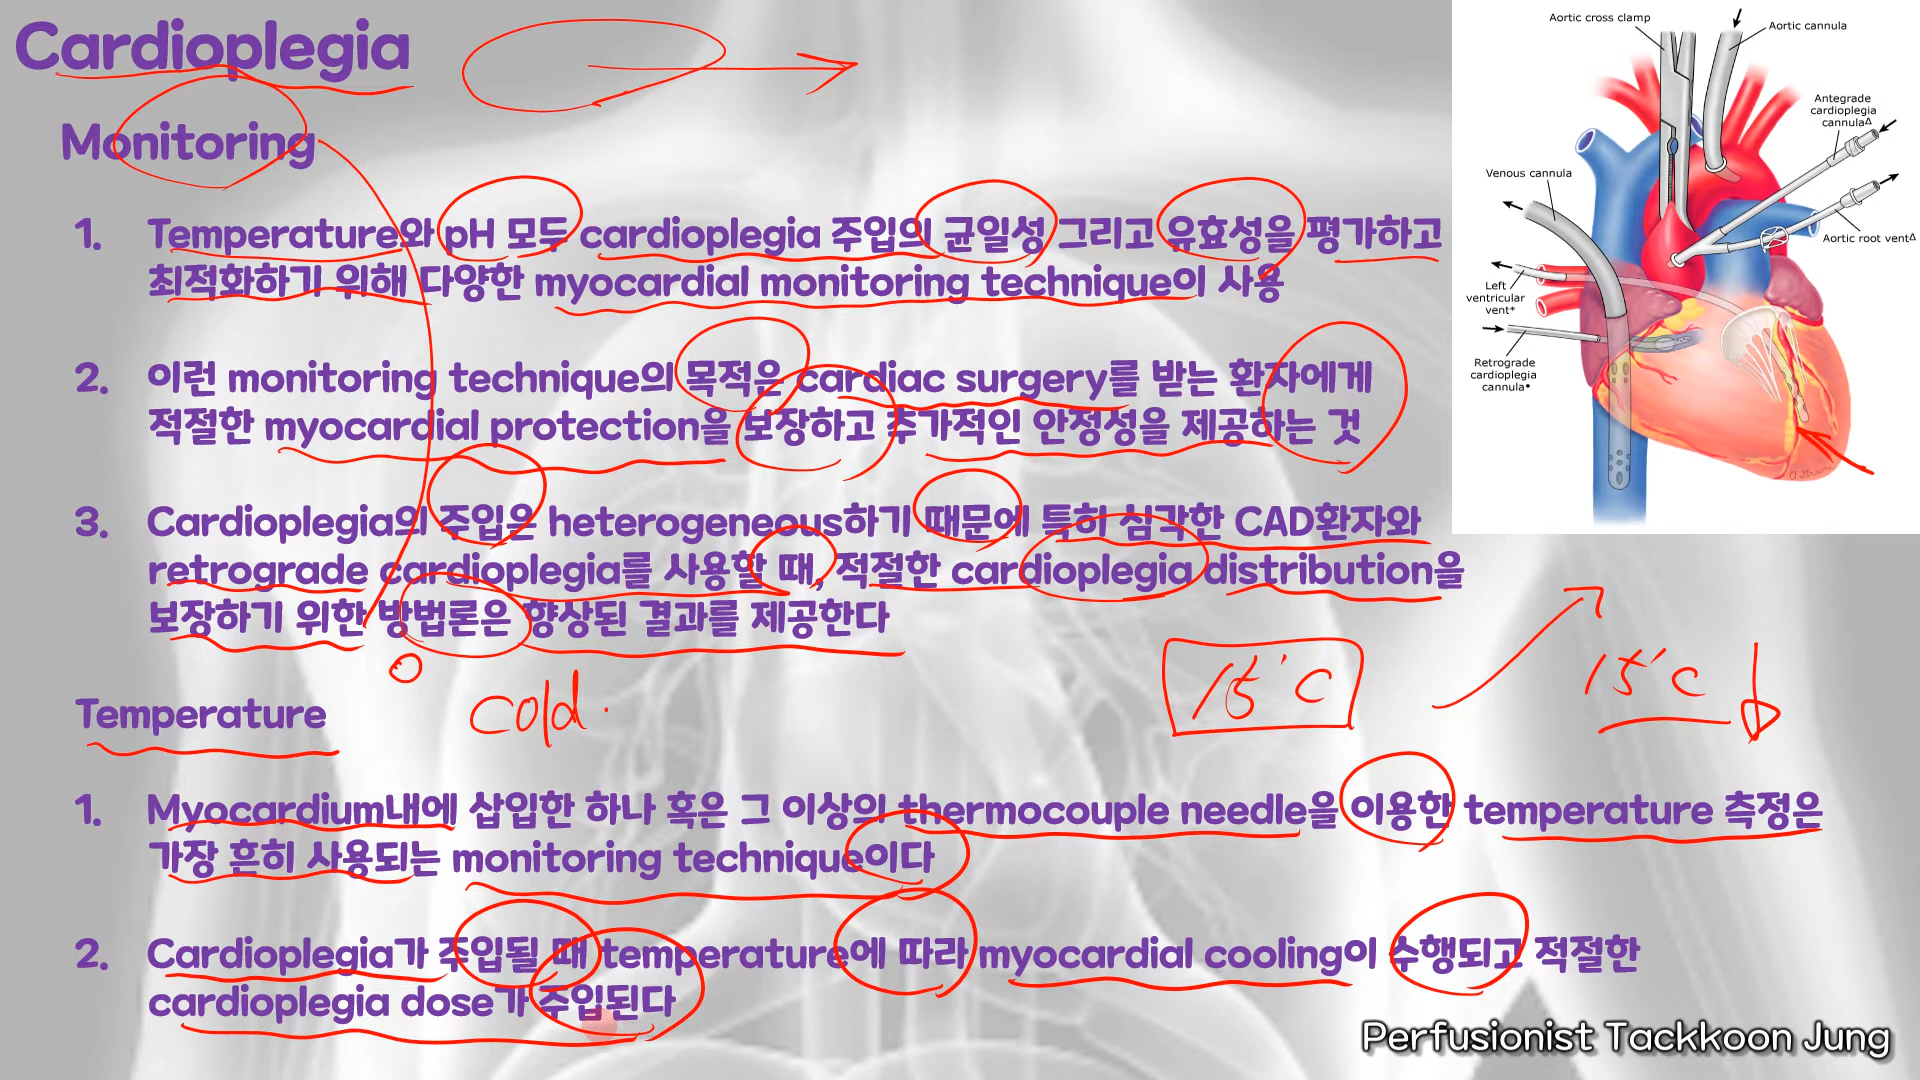 Cardioplegia
Monitoring
1. Temperature와 pH 모두 cardioplegia 주입의 균일성 그리고 유효성을 평가하고
최적화하기 위해 다양한 myocardial monitoring technique이 사용
2. 이런 monitoring technique의 목적은 cardiac surgery를 받는 환자에게
적절한 myocardial protection을 보장하고 추가적인 안정성을 제공하는 것
3. Cardioplegia의 주입은 heterogeneous하기 때문에 특히 심각한 CAD환자와
retrograde cardioplegia를 사용할 때, 적절한 cardioplegia distribution을
보장하기 위한 방법론은 향상된 결과를 제공한다
cold
15°C
15°C
Temperature
1. Myocardium내에 삽입한 하나 혹은 그 이상의 thermocouple needle을 이용한 temperature 측정은
가장 흔히 사용되는 monitoring technique이다
2. Cardioplegia가 주입될 때 temperature에 따라 myocardial cooling이 수행되고 적절한
cardioplegia dose가 주입된다
Aortic cross clamp
Aortic cannula
Antegrade
cardioplegia
cannulaΔ
Venous cannula
Aortic root ventΔ
Left
ventricular
vent*
Retrograde
cardioplegia
cannula•
Perfusionist Tackkoon Jung